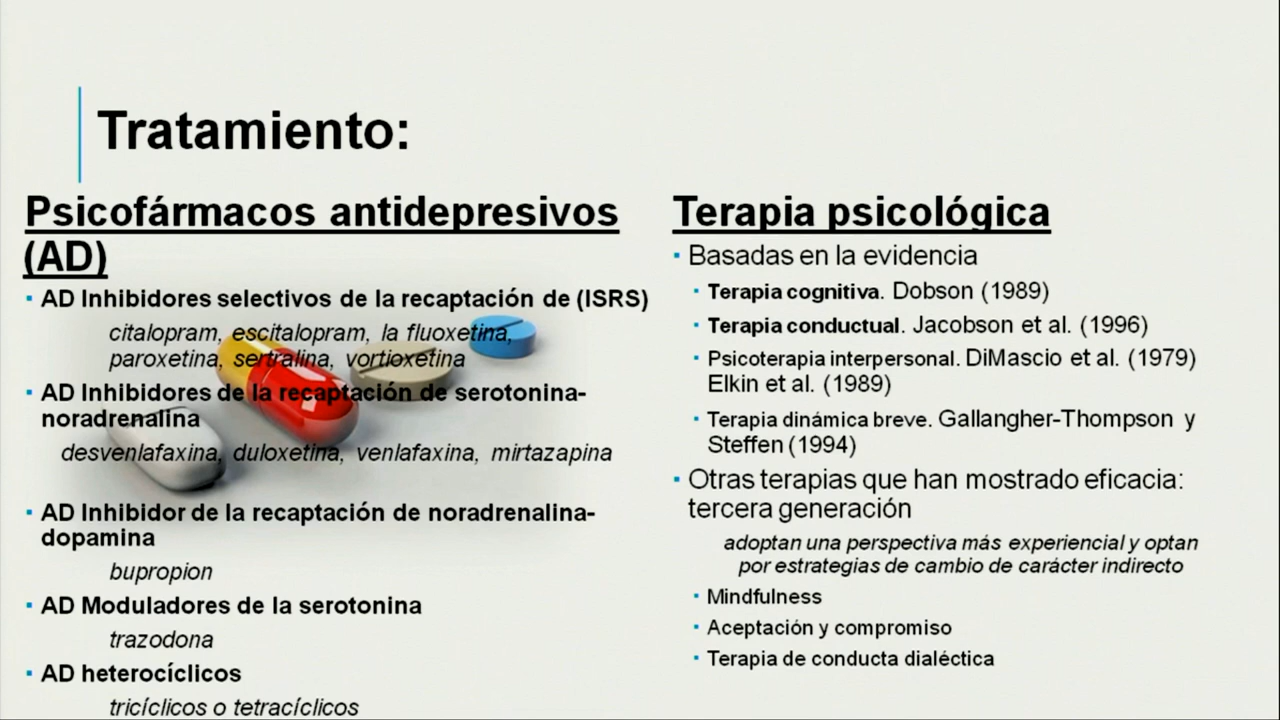 Tratamiento:
Psicofármacos antidepresivos
(AD)
AD Inhibidores selectivos de la recaptación de (ISRS)
citalopram, escitalopram, la fluoxetina,
paroxetina, sertralina, vortioxetina
AD Inhibidores de la recaptación de serotonina-
noradrenalina
desvenlafaxina, duloxetina, venlafaxina, mirtazapina
AD Inhibidor de la recaptación de noradrenalina-
dopamina
bupropion
AD Moduladores de la serotonina
trazodona
AD heterocíclicos
tricíclicos o tetracíclicos
Terapia psicológica
Basadas en la evidencia
Terapia cognitiva. Dobson (1989)
Terapia conductual. Jacobson et al. (1996)
Psicoterapia interpersonal. DiMascio et al. (1979)
Elkin et al. (1989)
Terapia dinámica breve. Gallangher-Thompson y
Steffen (1994)
Otras terapias que han mostrado eficacia:
tercera generación
adoptan una perspectiva más experiencial y optan
por estrategias de cambio de carácter indirecto
Mindfulness
Aceptación y compromiso
Terapia de conducta dialéctica